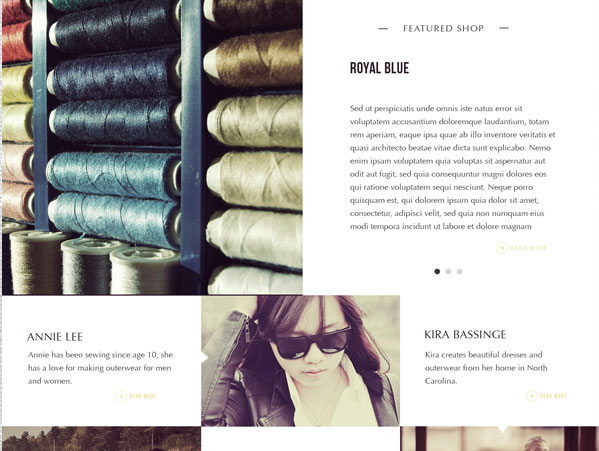 FEATURED SHOP
ROYAL BLUE
Sed ut perspiciatis unde omnis iste natus error sit
voluptatem accusantium doloremque laudantium, totam
rem aperiam, eaque ipsa quae ab illo inventore veritatis et
quasi architecto beatae vitae dicta sunt explicabo. Nemo
enim ipsam voluptatem quia voluptas sit aspernatur aut
odit aut fugit, sed quia consequuntur magni dolores eos
qui ratione voluptatem sequi nesciunt. Neque porro
quisquam est, qui dolorem ipsum quia dolor sit amet,
consectetur, adipisci velit, sed quia non numquam eius
modi tempora incidunt ut labore et dolore magnam
READ MORE
ANNIE LEE
Annie has been sewing since age 10, she
has a love for making outerwear for men
and women.
READ MORE
KIRA BASSINGE
Kira creates beautiful dresses and
outerwear from her home in North
Carolina.
READ MORE